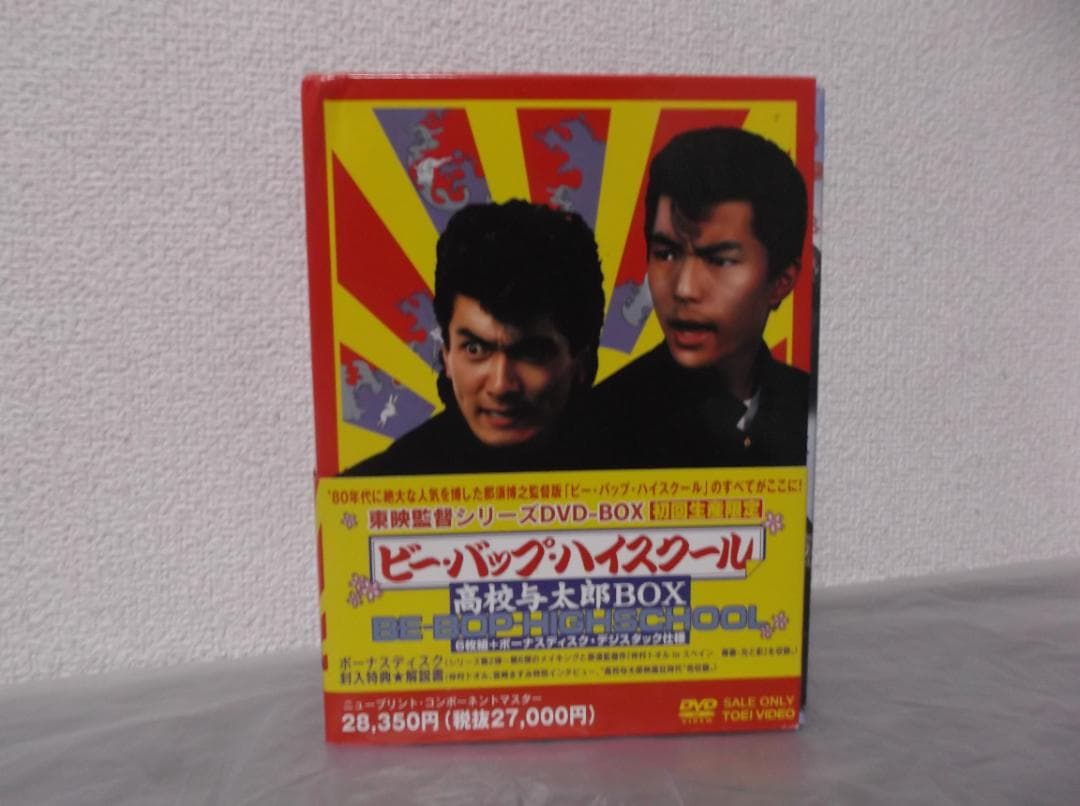 '80年代に絶大な人気を博した那須博之監督版「ビー・バップ・ハイスクール」のすべてがここに!
東映監督シリーズDVD-BOX 初回生産限定
ビー・バップ・ハイスクール
高校与太郎BOX
BE-BOP-HIGHSCHOOL
6枚組+ボーナスディスク・デジスタック仕様
ボーナスディスク
封入特典★解説書
ニュープリント・コンポーネントマスター
28,350円(税抜27,000円)
DVD VIDEO
SALE ONLY
TOEI VIDEO